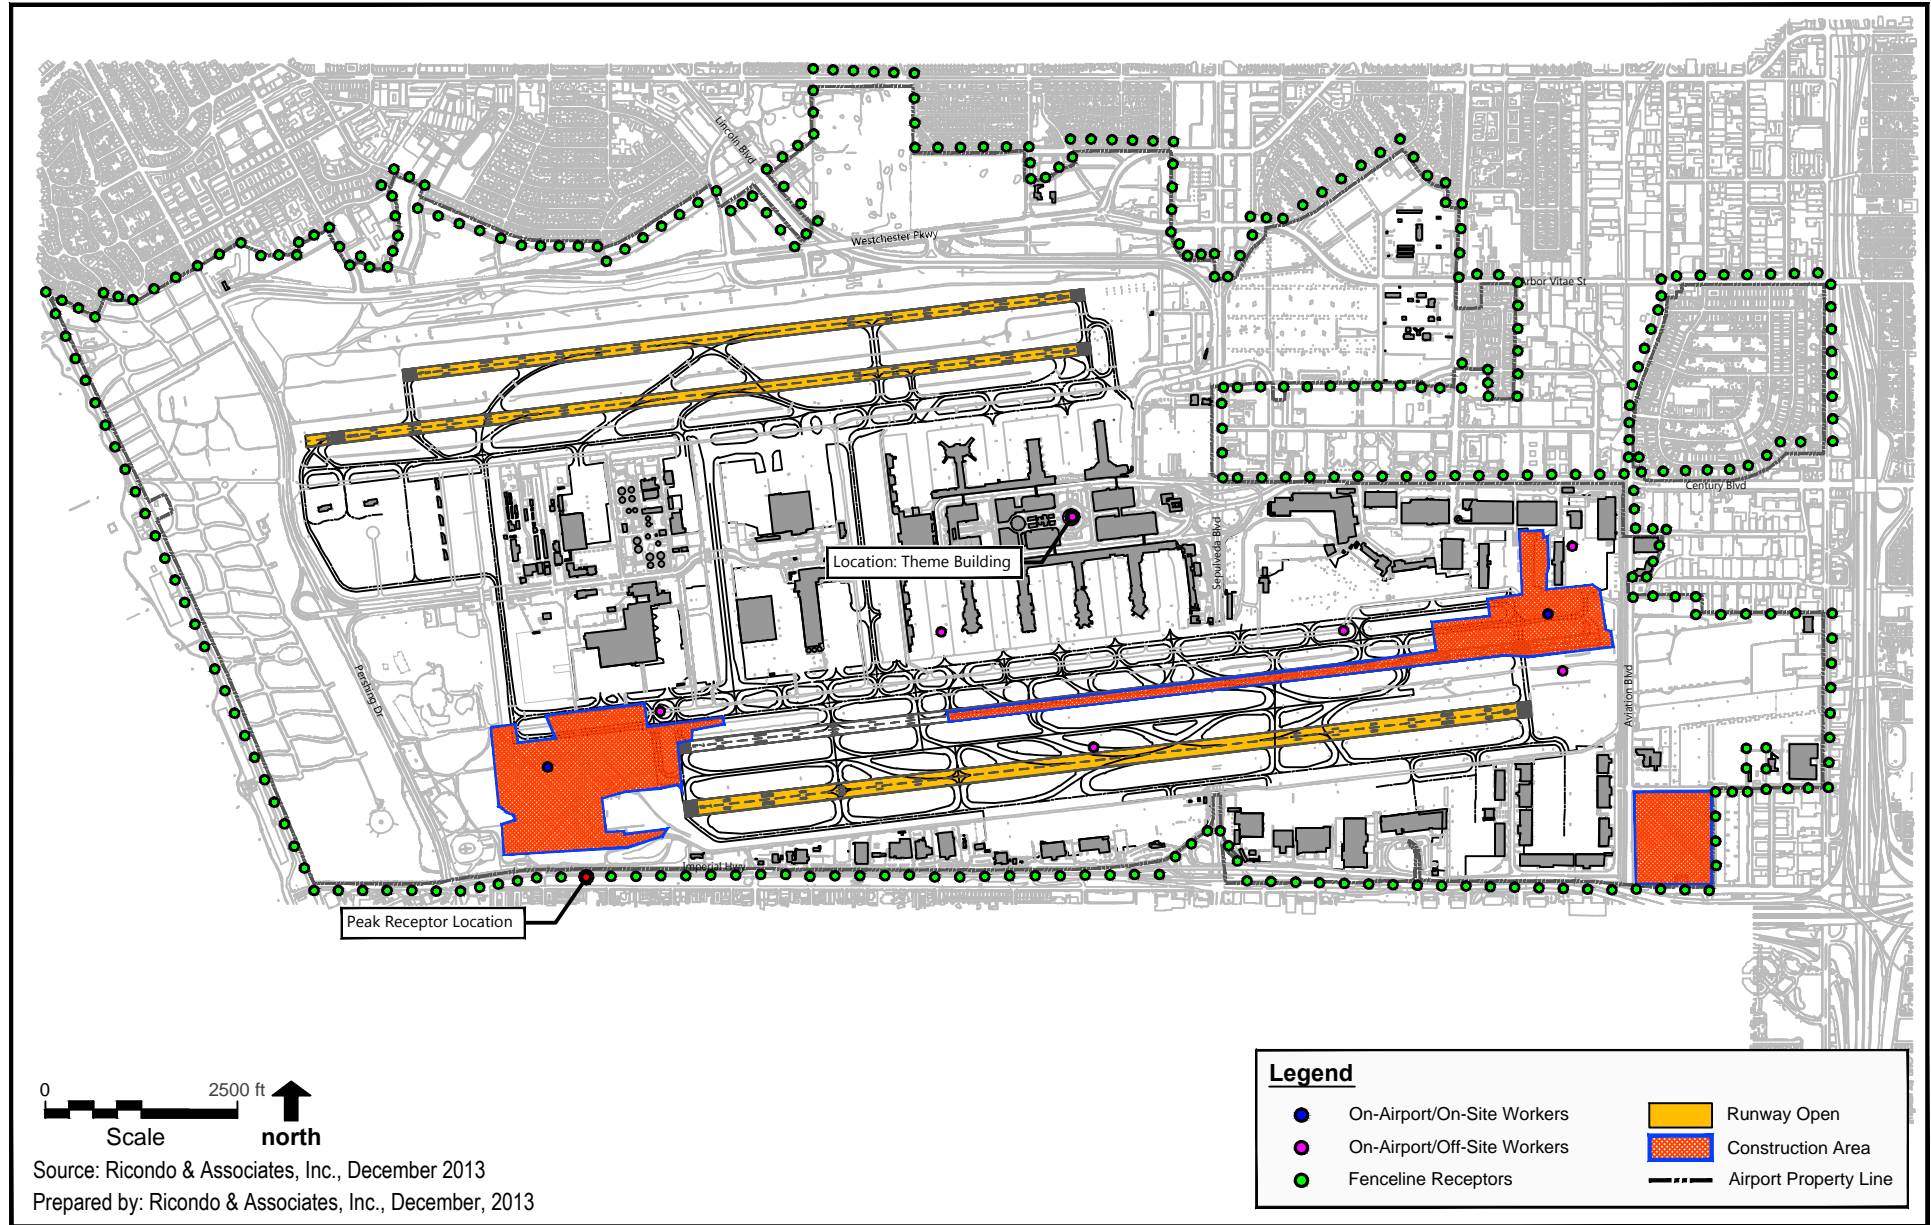 Lincoln Blvd
Westchester Pkwy
Arbor Vitae St
Century Blvd
Location: Theme Building
Sepulveda Blvd
Pershing Dr
Aviation Blvd
Imperial Hwy
Peak Receptor Location
0 2500 ft
Scale
north
Source: Ricondo & Associates, Inc., December 2013
Prepared by: Ricondo & Associates, Inc., December, 2013
Legend
On-Airport/On-Site Workers
On-Airport/Off-Site Workers
Fenceline Receptors
Runway Open
Construction Area
Airport Property Line